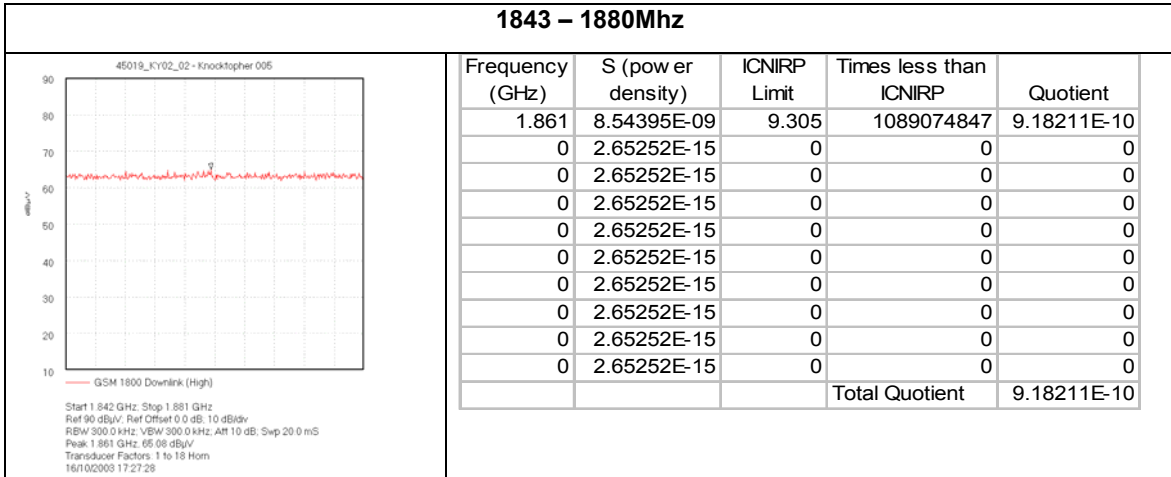 1843 – 1880Mhz
45019_KY02_02 - Knocktopher 005
90
80
70
60
50
40
30
20
10
dBµV
GSM 1800 Downlink (High)
Start 1.842 GHz; Stop 1.881 GHz
Ref 90 dBµV; Ref Offset 0.0 dB; 10 dB/div
RBW 300.0 kHz; VBW 300.0 kHz; Att 10 dB; Swp 20.0 mS
Peak 1.861 GHz, 65.08 dBµV
Transducer Factors: 1 to 18 Horn
16/10/2003 17:27:28
Frequency (GHz) S (power density) ICNIRP Limit Times less than ICNIRP Quotient
1.861 8.54395E-09 9.305 1089074847 9.18211E-10
0 2.65252E-15 0 0 0
0 2.65252E-15 0 0 0
0 2.65252E-15 0 0 0
0 2.65252E-15 0 0 0
0 2.65252E-15 0 0 0
0 2.65252E-15 0 0 0
0 2.65252E-15 0 0 0
0 2.65252E-15 0 0 0
0 2.65252E-15 0 0 0
Total Quotient 9.18211E-10